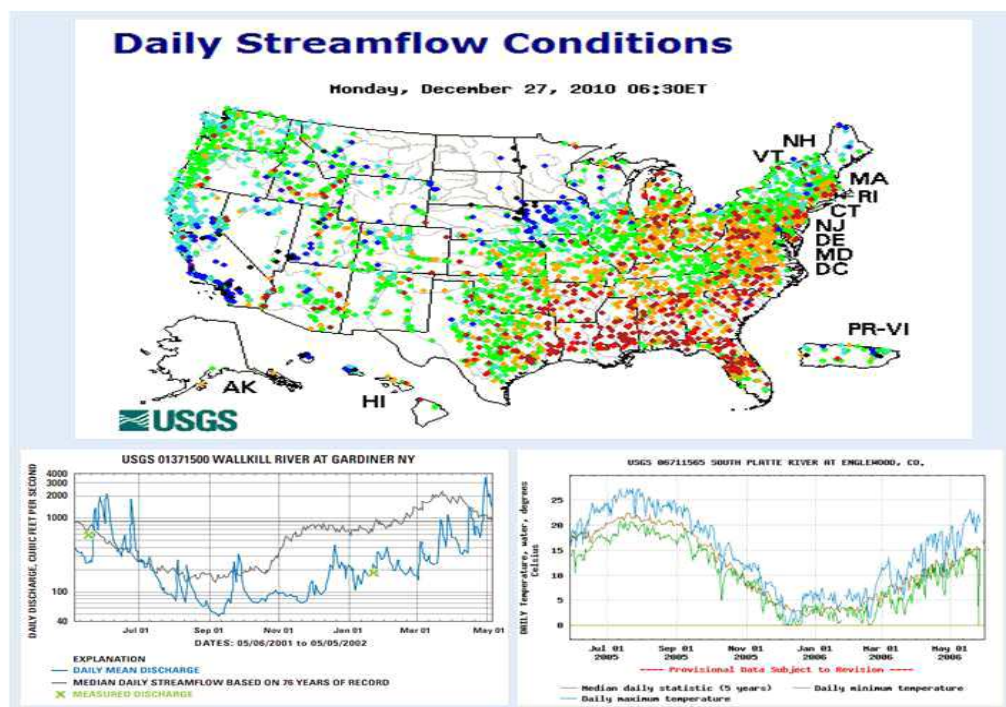 Daily Streamflow Conditions
Monday, December 27, 2010 06:30ET
NH
VT
MA
RI
CT
NJ
DE
MD
DC
PR-VI
AK
HI
USGS
USGS 01371500 WALLKILL RIVER AT GARDINER NY
DAILY DISCHARGE, CUBIC FEET PER SECOND
4000
3000
2000
1000
100
40
Jul 01 Sep 01 Nov 01 Jan 01 Mar 01 May 01
DATES: 05/06/2001 to 05/05/2002
EXPLANATION
DAILY MEAN DISCHARGE
MEDIAN DAILY STREAMFLOW BASED ON 76 YEARS OF RECORD
MEASURED DISCHARGE
USGS 06711565 SOUTH PLATTE RIVER AT ENGLEWOOD, CO.
DAILY Temperature, water, degrees
Celsius
25
20
15
10
5
0
Jul 01 Sep 01 Nov 01 Jan 01 Mar 01 May 01
2005 2005 2005 2006 2006 2006
---- Provisional Data Subject to Revision ----
Median daily statistic (5 years) Daily minimum temperature
Daily maximum temperature